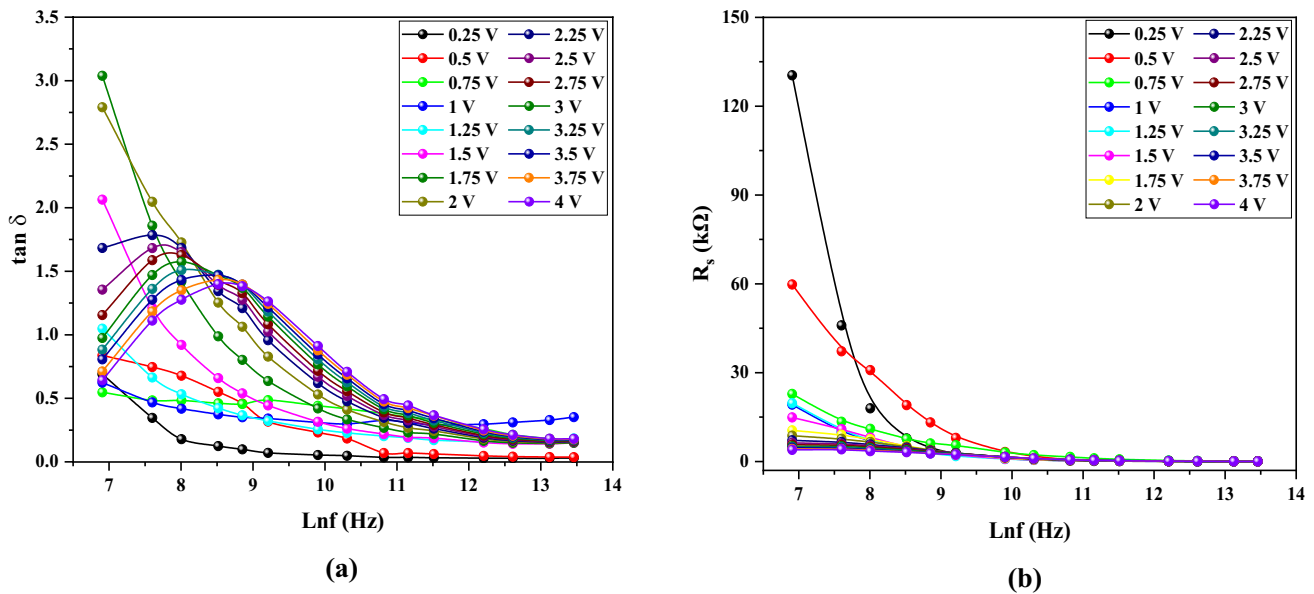 3.5
3.0
2.5
2.0
1.5
1.0
0.5
0.0
tan δ
7 8 9 10 11 12 13 14
Lnf (Hz)
0.25 V 2.25 V
0.5 V 2.5 V
0.75 V 2.75 V
1 V 3 V
1.25 V 3.25 V
1.5 V 3.5 V
1.75 V 3.75 V
2 V 4 V
(a)
150
120
90
60
30
0
R_s (kΩ)
7 8 9 10 11 12 13 14
Lnf (Hz)
0.25 V 2.25 V
0.5 V 2.5 V
0.75 V 2.75 V
1 V 3 V
1.25 V 3.25 V
1.5 V 3.5 V
1.75 V 3.75 V
2 V 4 V
(b)